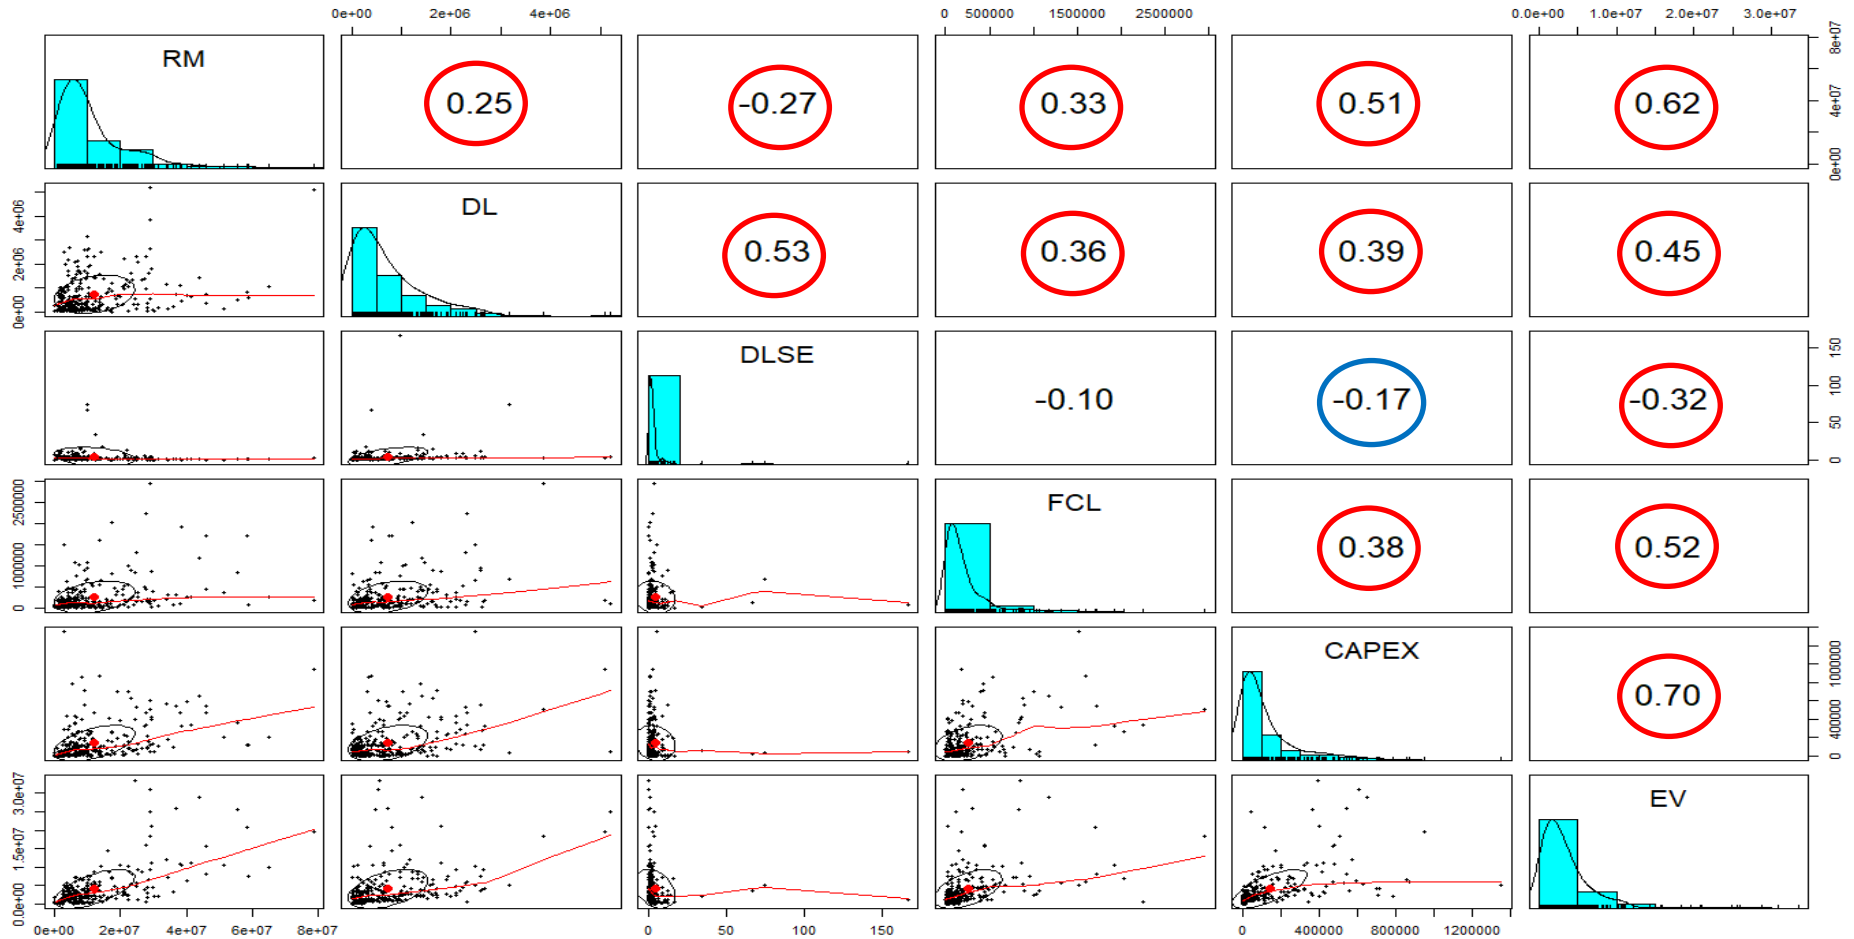 0e+00 2e+06 4e+06 0 500000 1500000 2500000 0.0e+00 1.0e+07 2.0e+07 3.0e+07
RM 0.25 -0.27 0.33 0.51 0.62
0e+00 4e+07 8e+07
DL 0.53 0.36 0.39 0.45
0e+00 2e+06 4e+06
DLSE -0.10 -0.17 -0.32
0 50 100 150
FCL 0.38 0.52
0 1000000 2500000
CAPEX 0.70
0 400000 1000000
EV
0.0e+00 1.5e+07 3.0e+07
0e+00 2e+07 4e+07 6e+07 8e+07 0 50 100 150 0 400000 800000 1200000